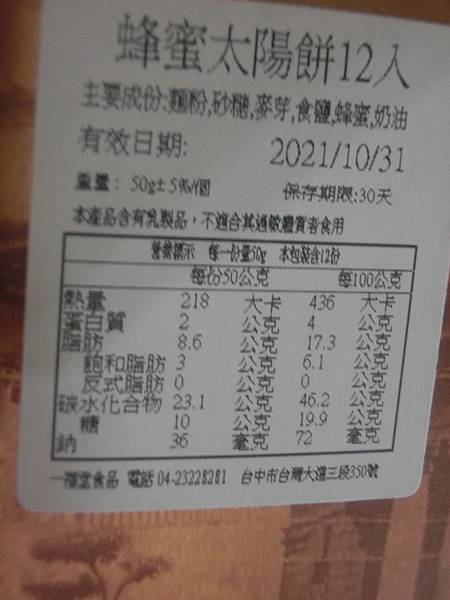 蜂蜜太陽餅12入
主要成份:麵粉,砂糖,麥芽,食鹽,蜂蜜,奶油
有效日期: 2021/10/31
重量: 50g±5%/個 保存期限:30天
本產品含有乳製品，不適合其過敏體質者食用
營養標示 每一份量50g 本包裝含12份
每份50公克 每100公克
熱量 218 大卡 436 大卡
蛋白質 2 公克 4 公克
脂肪 8.6 公克 17.3 公克
飽和脂肪 3 公克 6.1 公克
反式脂肪 0 公克 0 公克
碳水化合物 23.1 公克 46.2 公克
糖 10 公克 19.9 公克
鈉 36 毫克 72 毫克
一福堂食品 電話 04-23228281 台中市台灣大道三段350號